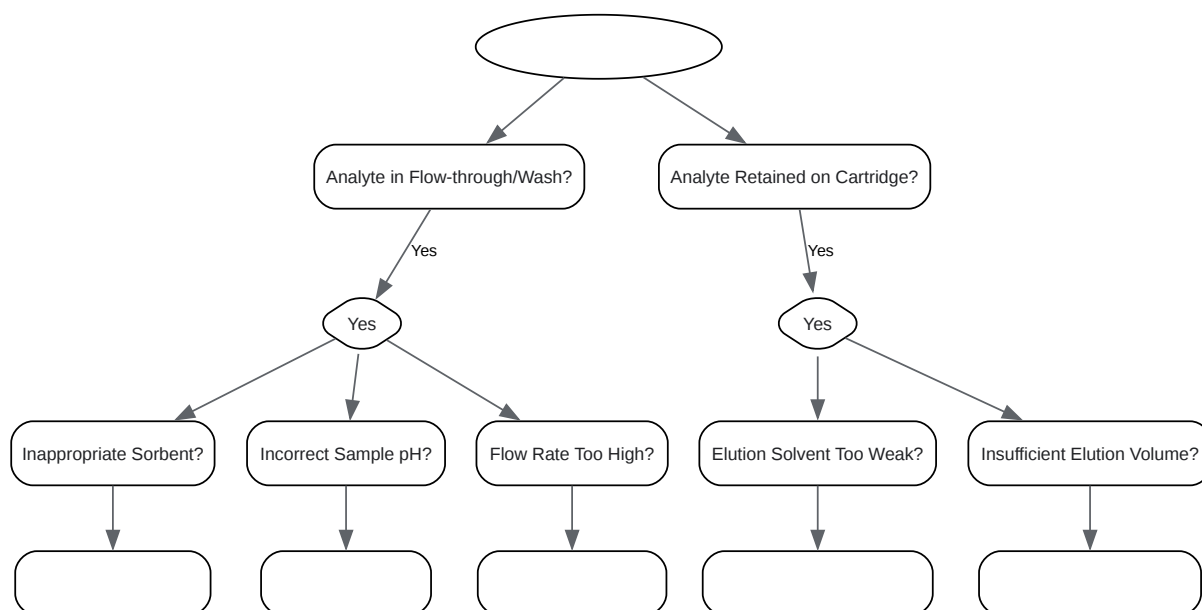 Analyte in Flow-through/Wash?
Analyte Retained on Cartridge?
Yes
Yes
Yes
Yes
Inappropriate Sorbent?
Incorrect Sample pH?
Flow Rate Too High?
Elution Solvent Too Weak?
Insufficient Elution Volume?